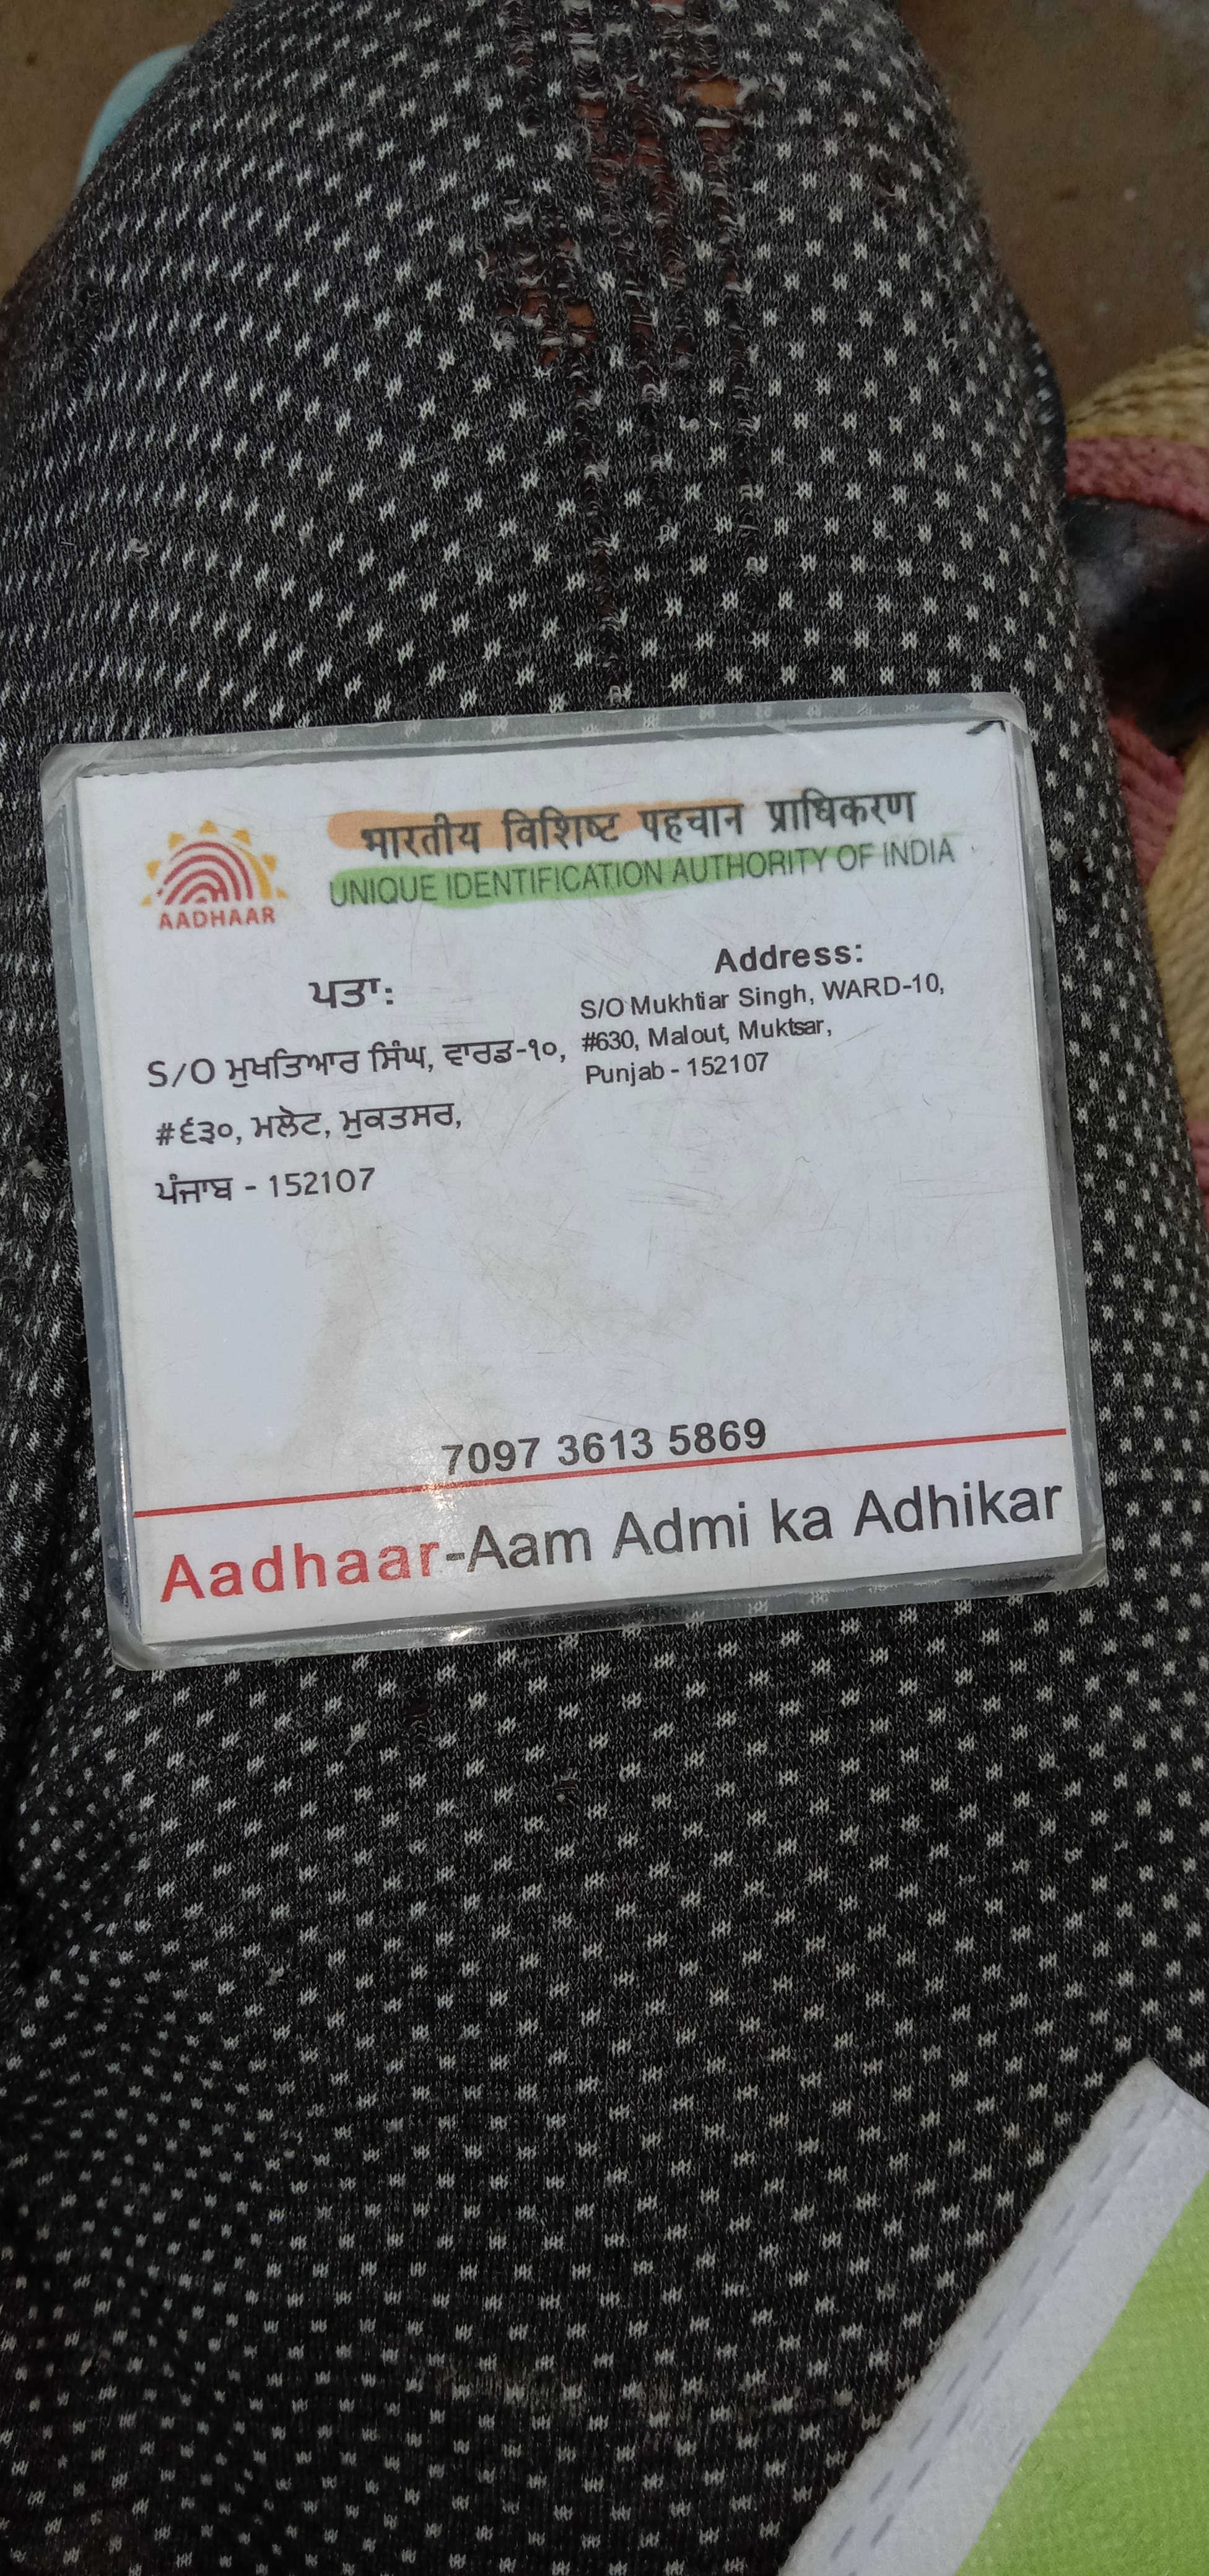 भारतीय विशिष्ट पहचान प्राधिकरण
UNIQUE IDENTIFICATION AUTHORITY OF INDIA
AADHAAR
ਪਤਾ:
S/O ਮੁਖਤਿਆਰ ਸਿੰਘ, ਵਾਰਡ-੧੦,
#੬੩੦, ਮਲੋਟ, ਮੁਕਤਸਰ,
ਪੰਜਾਬ - 152107
Address:
S/O Mukhtiar Singh, WARD-10,
#630, Malout, Muktsar,
Punjab - 152107
7097 3613 5869
Aadhaar-Aam Admi ka Adhikar